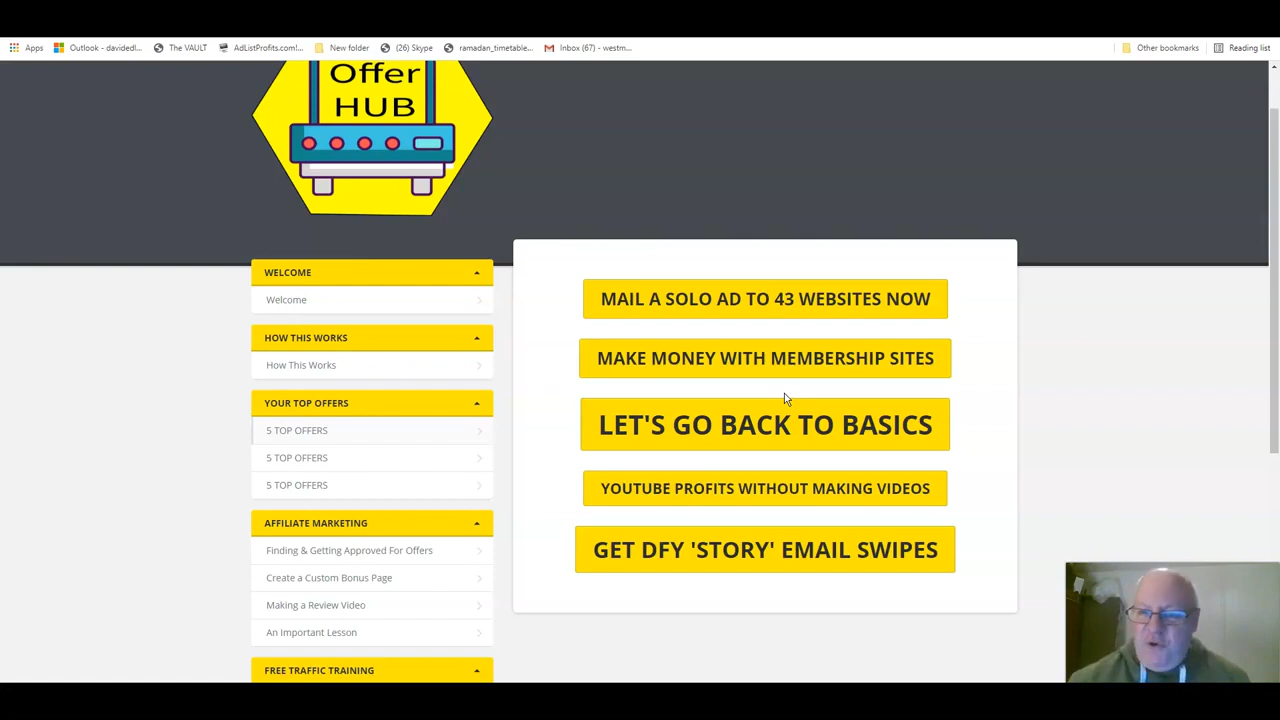 Apps
Outlook - davidedl...
The VAULT
AdListProfits.com!...
New folder
(26) Skype
ramadan_timetable...
Inbox (67) - westm...
Other bookmarks
Reading list
Offer
HUB
WELCOME
Welcome
HOW THIS WORKS
How This Works
YOUR TOP OFFERS
5 TOP OFFERS
5 TOP OFFERS
5 TOP OFFERS
AFFILIATE MARKETING
Finding & Getting Approved For Offers
Create a Custom Bonus Page
Making a Review Video
An Important Lesson
FREE TRAFFIC TRAINING
MAIL A SOLO AD TO 43 WEBSITES NOW
MAKE MONEY WITH MEMBERSHIP SITES
LET'S GO BACK TO BASICS
YOUTUBE PROFITS WITHOUT MAKING VIDEOS
GET DFY 'STORY' EMAIL SWIPES